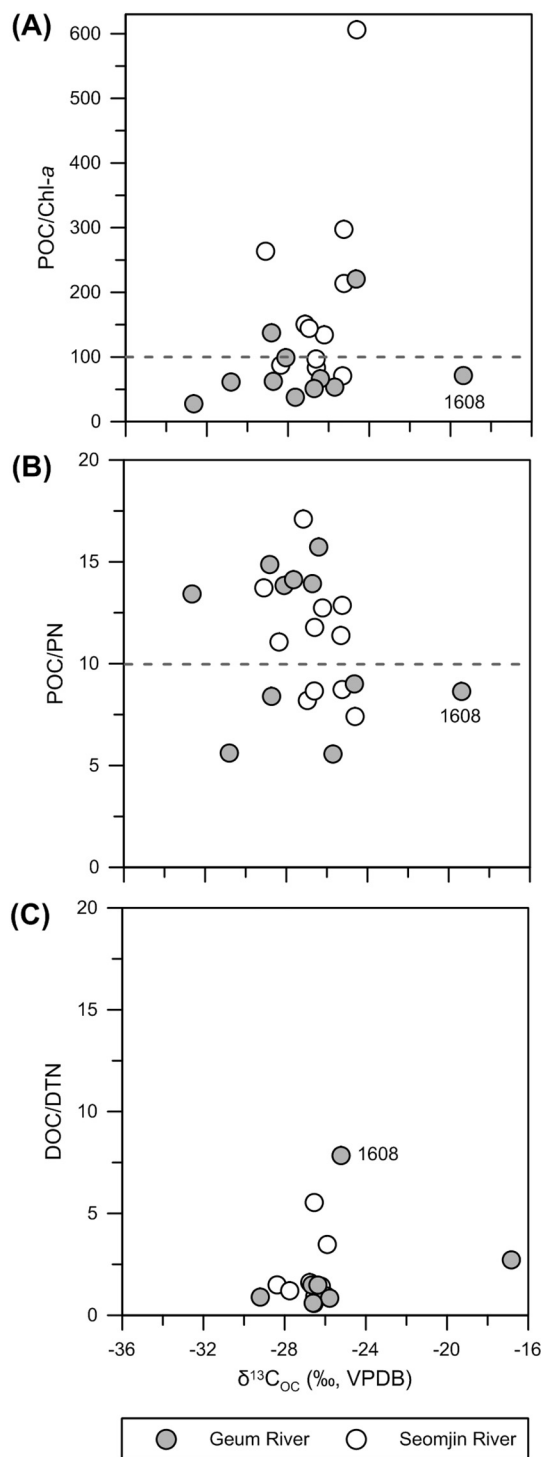 (A)
600
500
400
300
200
100
0
POC/Chl-a
1608
(B)
20
15
10
5
0
POC/PN
1608
(C)
20
15
10
5
0
DOC/DTN
1608
-36 -32 -28 -24 -20 -16
δ¹³C_OC (‰, VPDB)
Geum River Seomjin River